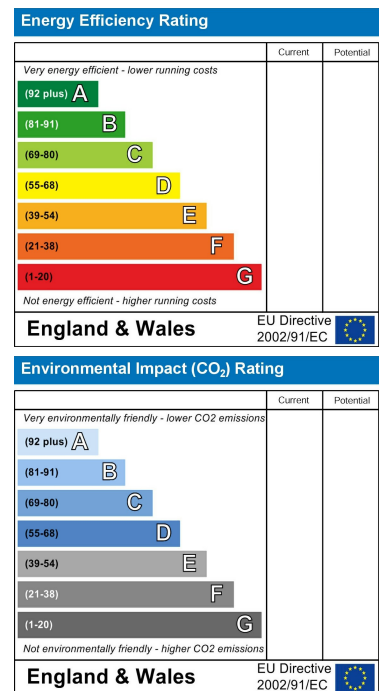 Energy Efficiency Rating
Current Potential
Very energy efficient - lower running costs
(92 plus) A
(81-91) B
(69-80) C
(55-68) D
(39-54) E
(21-38) F
(1-20) G
Not energy efficient - higher running costs
England & Wales
EU Directive
2002/91/EC
Environmental Impact (CO₂) Rating
Current Potential
Very environmentally friendly - lower CO2 emissions
(92 plus) A
(81-91) B
(69-80) C
(55-68) D
(39-54) E
(21-38) F
(1-20) G
Not environmentally friendly - higher CO2 emissions
England & Wales
EU Directive
2002/91/EC